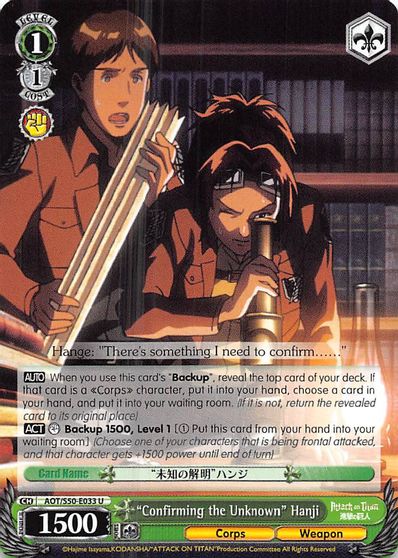 LEVEL
1
1
COST
Hange: "There's something I need to confirm……"
AUTO When you use this card's "Backup", reveal the top card of your deck. If
that card is a «Corps» character, put it into your hand, choose a card in
your hand, and put it into your waiting room. (If it is not, return the revealed
card to its original place)
ACT Backup 1500, Level 1 [① Put this card from your hand into your
waiting room] (Choose one of your characters that is being frontal attacked,
and that character gets +1500 power until end of turn)
Card Name
"未知の解明"ハンジ
CH AOT/S50-E033 U
1500
"Confirming the Unknown" Hanji
Attack on Titan
進撃の巨人
Corps
Weapon
©Hajime Isayama,KODANSHA/"ATTACK ON TITAN"Production Committee All Rights Reserved